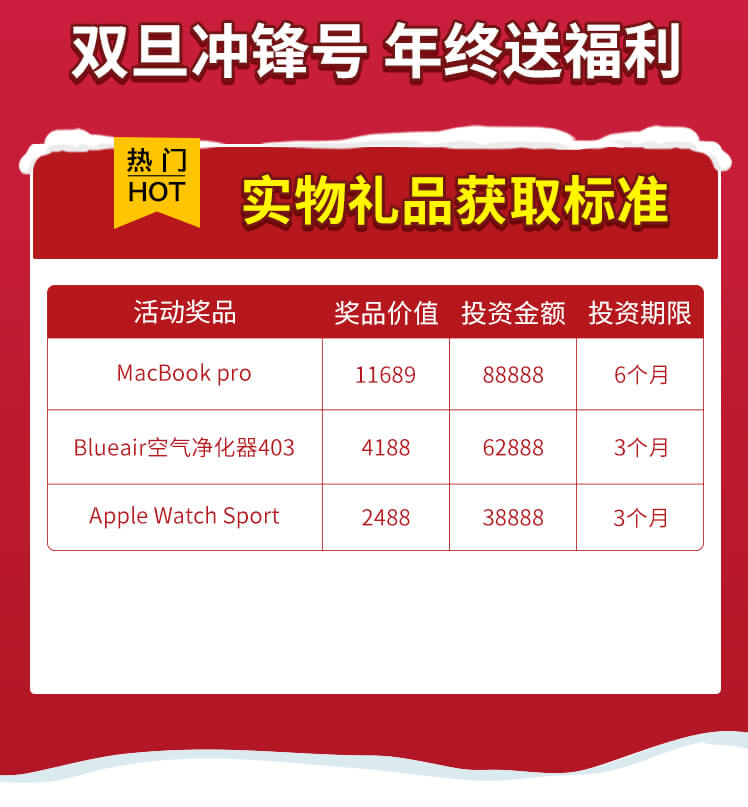 双旦冲锋号 年终送福利
热门
HOT
实物礼品获取标准
活动奖品 奖品价值 投资金额 投资期限
MacBook pro 11689 88888 6个月
Blueair空气净化器403 4188 62888 3个月
Apple Watch Sport 2488 38888 3个月